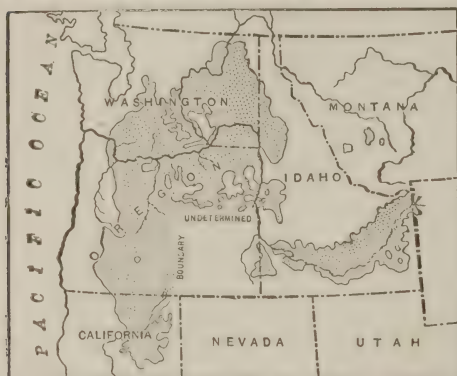 PACIFIC OCEAN
WASHINGTON
MONTANA
OREGON
IDAHO
UNDETERMINED
BOUNDARY
CALIFORNIA
NEVADA
UTAH